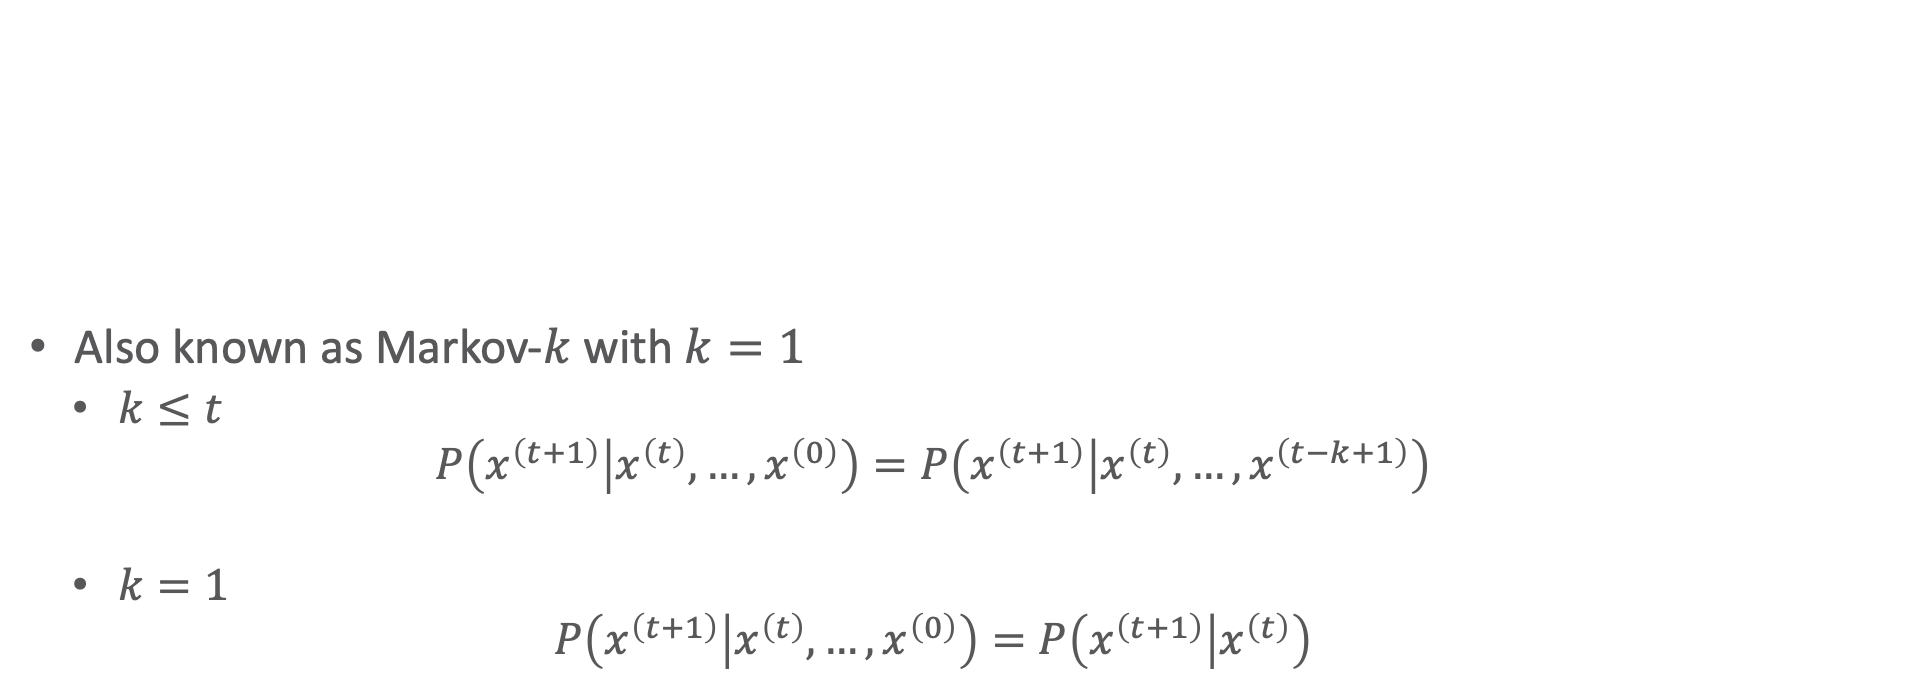 • Also known as Markov-𝑘 with 𝑘 = 1
• 𝑘 ≤ 𝑡
𝑃(𝑥^(𝑡+1)|𝑥^(𝑡), …, 𝑥^(0)) = 𝑃(𝑥^(𝑡+1)|𝑥^(𝑡), …, 𝑥^(𝑡−𝑘+1))
• 𝑘 = 1
𝑃(𝑥^(𝑡+1)|𝑥^(𝑡), …, 𝑥^(0)) = 𝑃(𝑥^(𝑡+1)|𝑥^(𝑡))